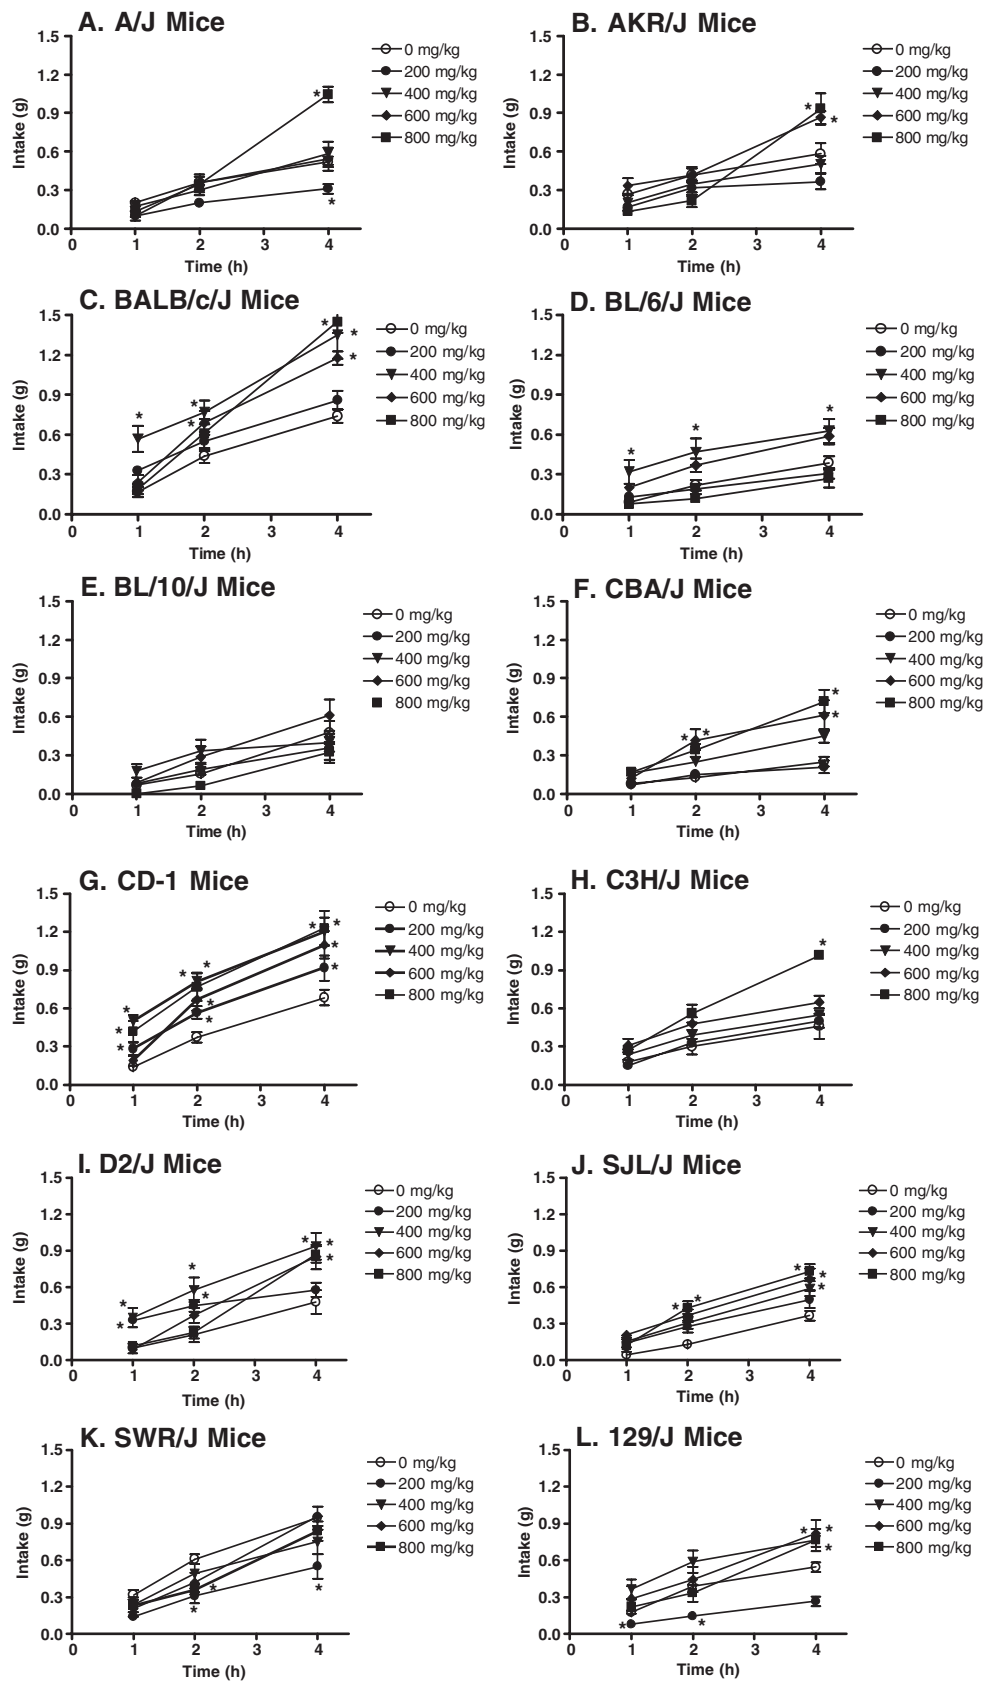 A. A/J Mice
1.5
1.2
0.9
0.6
0.3
0.0
Intake (g)
0 1 2 3 4
Time (h)
0 mg/kg
200 mg/kg
400 mg/kg
600 mg/kg
800 mg/kg
* *
B. AKR/J Mice
1.5
1.2
0.9
0.6
0.3
0.0
Intake (g)
0 1 2 3 4
Time (h)
0 mg/kg
200 mg/kg
400 mg/kg
600 mg/kg
800 mg/kg
* *
C. BALB/c/J Mice
1.5
1.2
0.9
0.6
0.3
0.0
Intake (g)
0 1 2 3 4
Time (h)
0 mg/kg
200 mg/kg
400 mg/kg
600 mg/kg
800 mg/kg
* * * * * *
D. BL/6/J Mice
1.5
1.2
0.9
0.6
0.3
0.0
Intake (g)
0 1 2 3 4
Time (h)
0 mg/kg
200 mg/kg
400 mg/kg
600 mg/kg
800 mg/kg
* * *
E. BL/10/J Mice
1.5
1.2
0.9
0.6
0.3
0.0
Intake (g)
0 1 2 3 4
Time (h)
0 mg/kg
200 mg/kg
400 mg/kg
600 mg/kg
800 mg/kg
F. CBA/J Mice
1.5
1.2
0.9
0.6
0.3
0.0
Intake (g)
0 1 2 3 4
Time (h)
0 mg/kg
200 mg/kg
400 mg/kg
600 mg/kg
800 mg/kg
* * * *
G. CD-1 Mice
1.5
1.2
0.9
0.6
0.3
0.0
Intake (g)
0 1 2 3 4
Time (h)
0 mg/kg
200 mg/kg
400 mg/kg
600 mg/kg
800 mg/kg
* * * * * * * * * * *
H. C3H/J Mice
1.5
1.2
0.9
0.6
0.3
0.0
Intake (g)
0 1 2 3 4
Time (h)
0 mg/kg
200 mg/kg
400 mg/kg
600 mg/kg
800 mg/kg
*
I. D2/J Mice
1.5
1.2
0.9
0.6
0.3
0.0
Intake (g)
0 1 2 3 4
Time (h)
0 mg/kg
200 mg/kg
400 mg/kg
600 mg/kg
800 mg/kg
* * * * * * *
J. SJL/J Mice
1.5
1.2
0.9
0.6
0.3
0.0
Intake (g)
0 1 2 3 4
Time (h)
0 mg/kg
200 mg/kg
400 mg/kg
600 mg/kg
800 mg/kg
* * * * *
K. SWR/J Mice
1.5
1.2
0.9
0.6
0.3
0.0
Intake (g)
0 1 2 3 4
Time (h)
0 mg/kg
200 mg/kg
400 mg/kg
600 mg/kg
800 mg/kg
* * *
L. 129/J Mice
1.5
1.2
0.9
0.6
0.3
0.0
Intake (g)
0 1 2 3 4
Time (h)
0 mg/kg
200 mg/kg
400 mg/kg
600 mg/kg
800 mg/kg
* * * * *